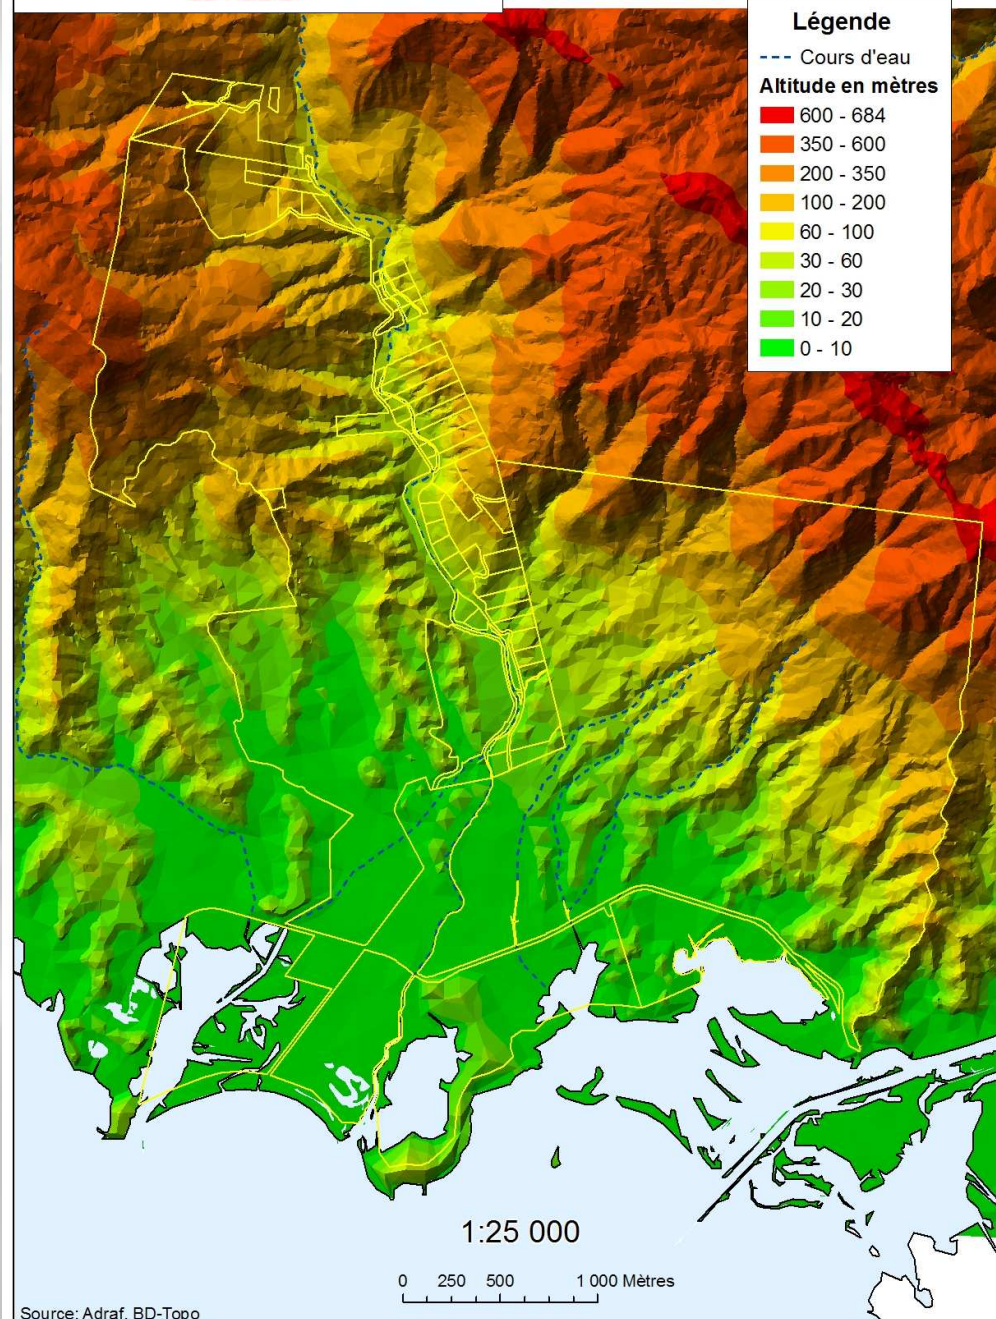 Légende
Cours d'eau
Altitude en mètres
600 - 684
350 - 600
200 - 350
100 - 200
60 - 100
30 - 60
20 - 30
10 - 20
0 - 10
1:25 000
0 250 500 1 000 Mètres
Source: Adraf, BD-Topo